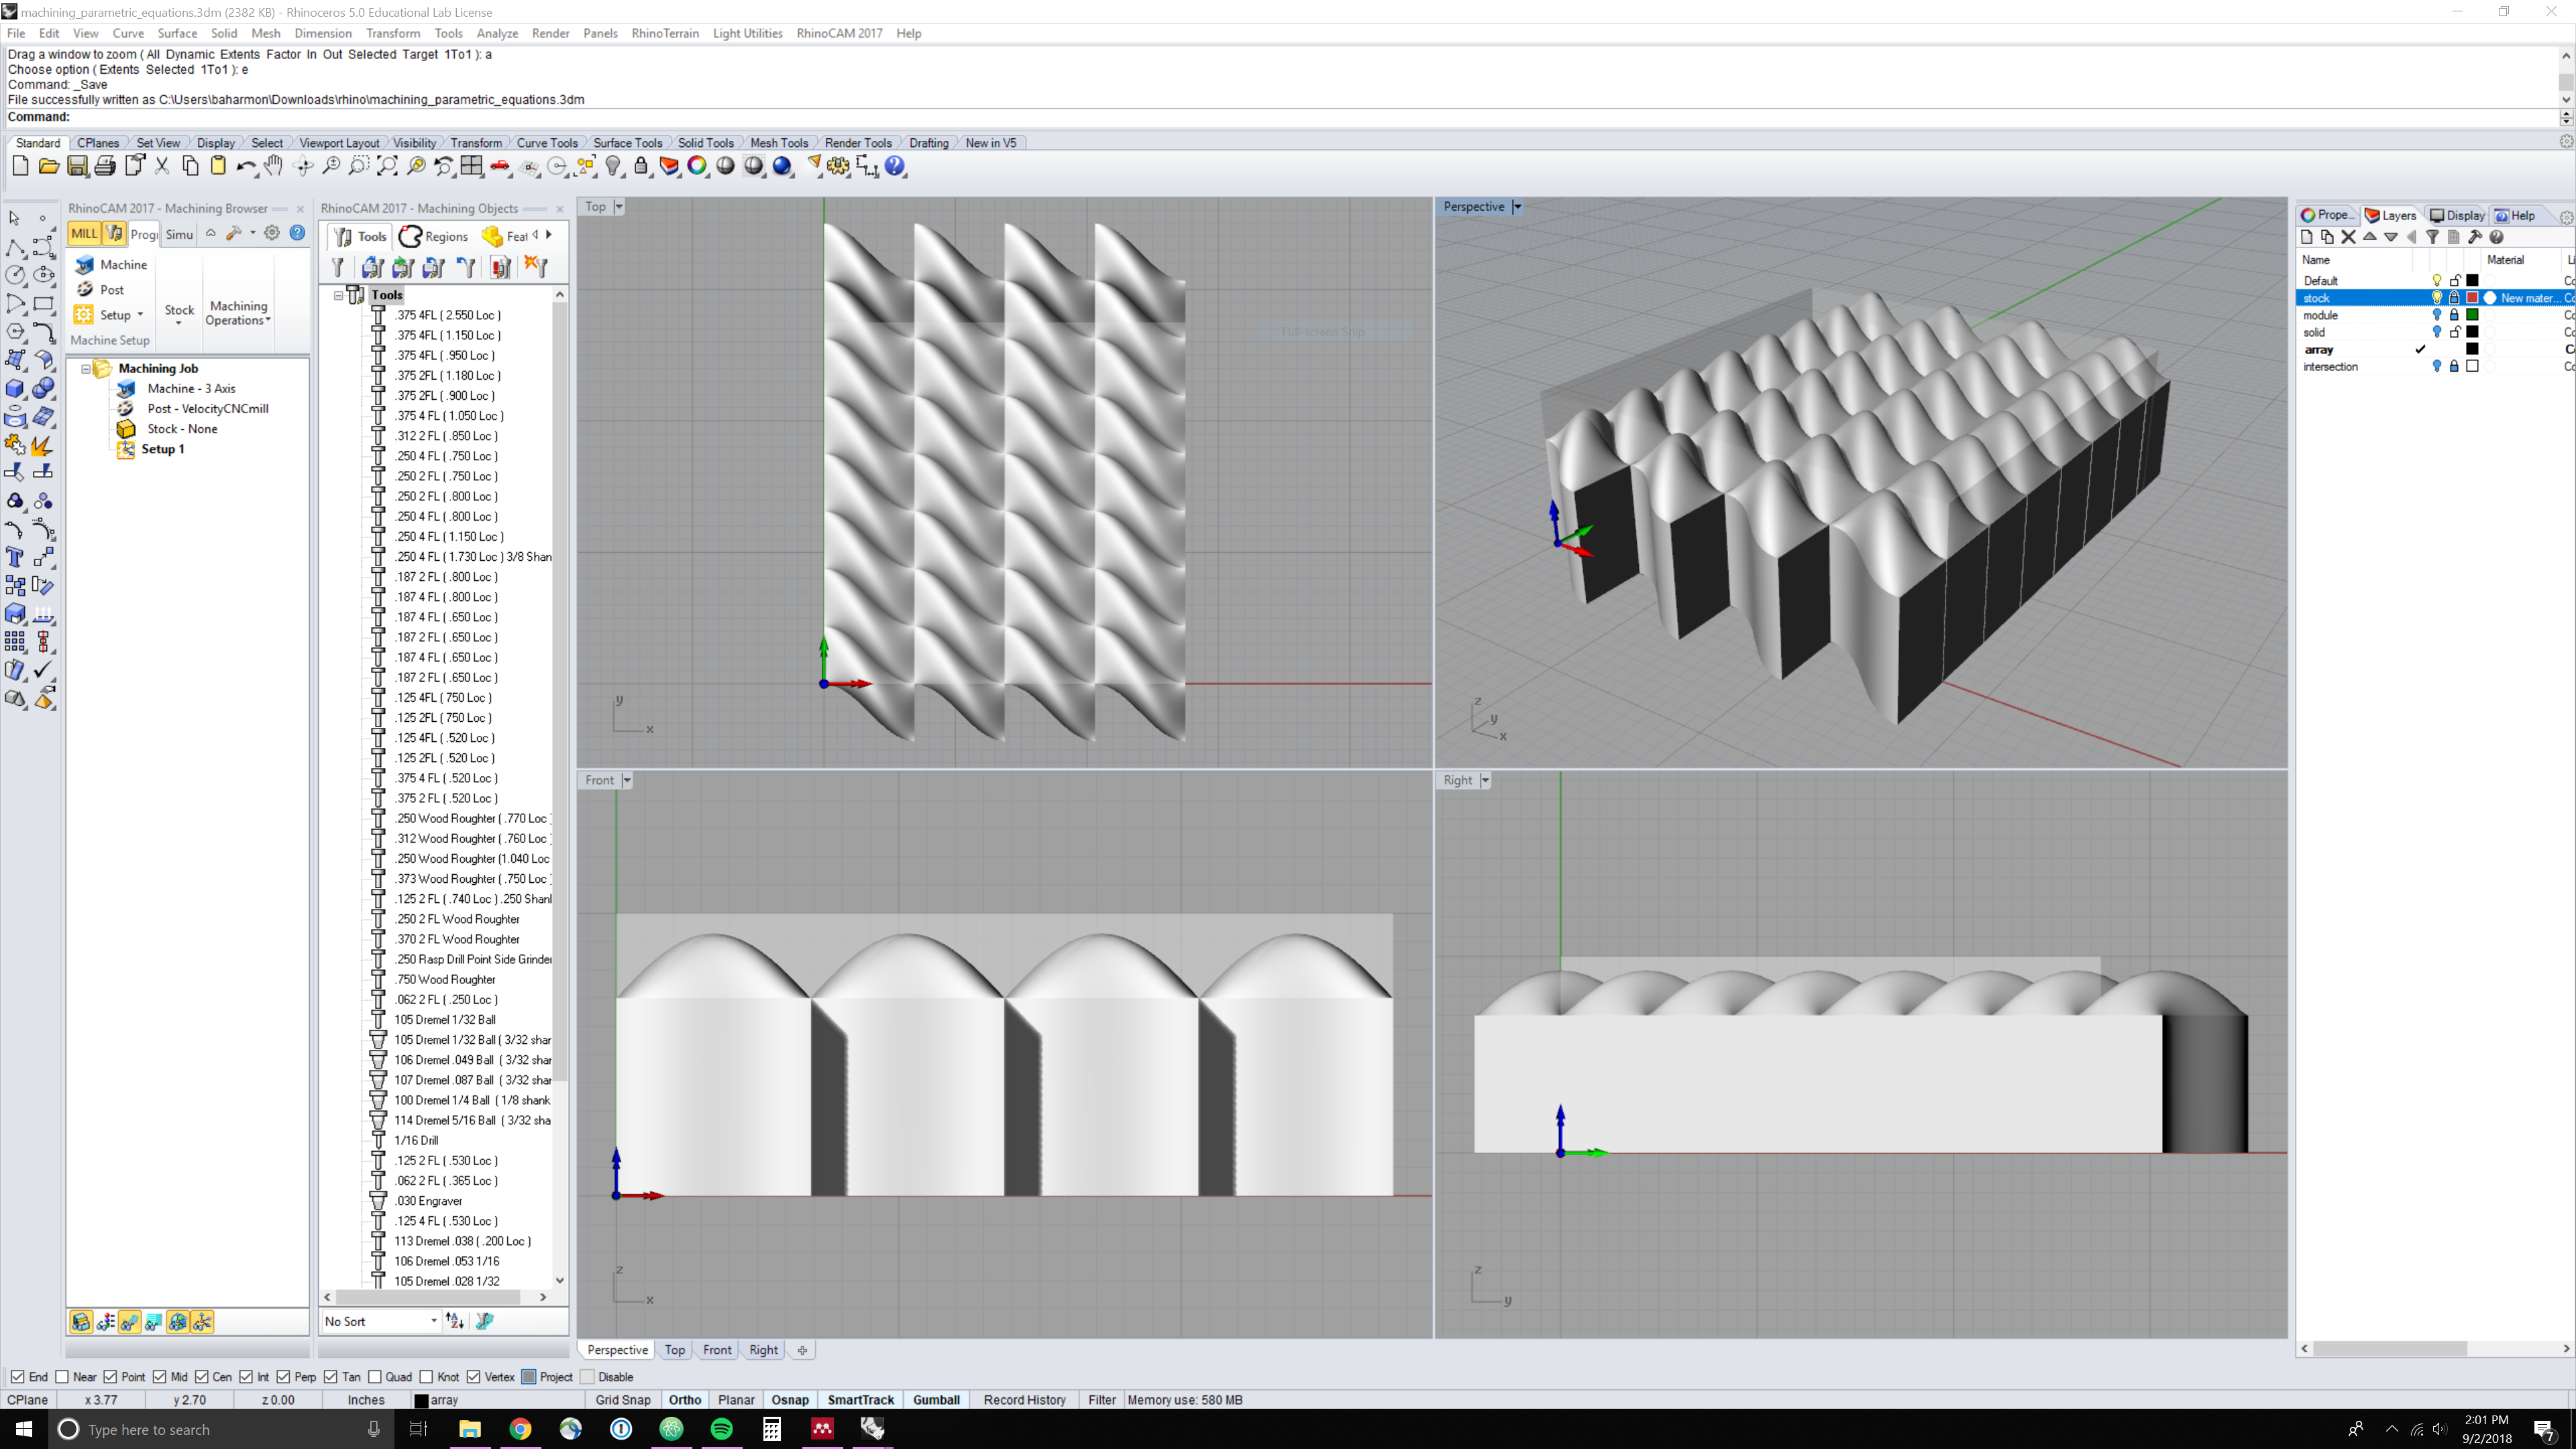 machining_parametric_equations.3dm (2382 KB) - Rhinoceros 5.0 Educational Lab License
File Edit View Curve Surface Solid Mesh Dimension Transform Tools Analyze Render Panels RhinoTerrain Light Utilities RhinoCAM 2017 Help
Drag a window to zoom ( All Dynamic Extents Factor In Out Selected Target 1To1 ): a
Choose option ( Extents Selected 1To1 ): e
Command: _Save
File successfully written as C:\Users\baharmon\Downloads\rhino\machining_parametric_equations.3dm
Command:
Standard CPlanes Set View Display Select Viewport Layout Visibility Transform Curve Tools Surface Tools Solid Tools Mesh Tools Render Tools Drafting New in V5
RhinoCAM 2017 - Machining Browser
MILL Progr Simu
Machine
Post
Setup
Machine Setup
Stock
Machining Operations
Machining Job
Machine - 3 Axis
Post - VelocityCNCmill
Stock - None
Setup 1
RhinoCAM 2017 - Machining Objects
Tools Regions Feat
Tools
.375 4FL ( 2.550 Loc )
.375 4FL ( 1.150 Loc )
.375 4FL ( .950 Loc )
.375 2FL ( 1.180 Loc )
.375 2FL ( .900 Loc )
.375 4 FL ( 1.050 Loc )
.312 2 FL ( .850 Loc )
.250 4 FL ( .750 Loc )
.250 2 FL ( .750 Loc )
.250 2 FL ( .800 Loc )
.250 4 FL ( .800 Loc )
.250 4 FL ( 1.150 Loc )
.250 4 FL ( 1.730 Loc ) 3/8 Shan
.187 2 FL ( .800 Loc )
.187 4 FL ( .800 Loc )
.187 4 FL ( .650 Loc )
.187 2 FL ( .650 Loc )
.187 4 FL ( .650 Loc )
.187 2 FL ( .650 Loc )
.125 4FL ( 750 Loc )
.125 2FL ( 750 Loc )
.125 4FL ( .520 Loc )
.125 2FL ( .520 Loc )
.375 4 FL ( .520 Loc )
.375 2 FL ( .520 Loc )
.250 Wood Roughter ( .770 Loc )
.312 Wood Roughter ( .760 Loc
.250 Wood Roughter (1.040 Loc
.373 Wood Roughter ( .750 Loc )
.125 2 FL ( .740 Loc ) .250 Shank
.250 2 FL Wood Roughter
.370 2 FL Wood Roughter
.250 Rasp Drill Point Side Grinder
.750 Wood Roughter
.062 2 FL ( .250 Loc )
105 Dremel 1/32 Ball
105 Dremel 1/32 Ball ( 3/32 shar
106 Dremel .049 Ball ( 3/32 shar
107 Dremel .087 Ball ( 3/32 shar
100 Dremel 1/4 Ball ( 1/8 shank
114 Dremel 5/16 Ball ( 3/32 sha
1/16 Drill
.125 2 FL ( .530 Loc )
.062 2 FL ( .365 Loc )
.030 Engraver
.125 4 FL ( .530 Loc )
113 Dremel .038 ( .200 Loc )
106 Dremel .053 1/16
105 Dremel .028 1/32
No Sort
Top
y
x
Perspective
Full-screen Snip
z
y
x
Front
z
x
Right
z
y
Perspective Top Front Right
Prope... Layers Display Help
Name Material Li
Default Co
stock New mater... Co
module Co
solid Co
array C
intersection Co
End Near Point Mid Cen Int Perp Tan Quad Knot Vertex Project Disable
CPlane x 3.77 y 2.70 z 0.00 Inches array Grid Snap Ortho Planar Osnap SmartTrack Gumball Record History Filter Memory use: 580 MB
Type here to search
2:01 PM
9/2/2018
7